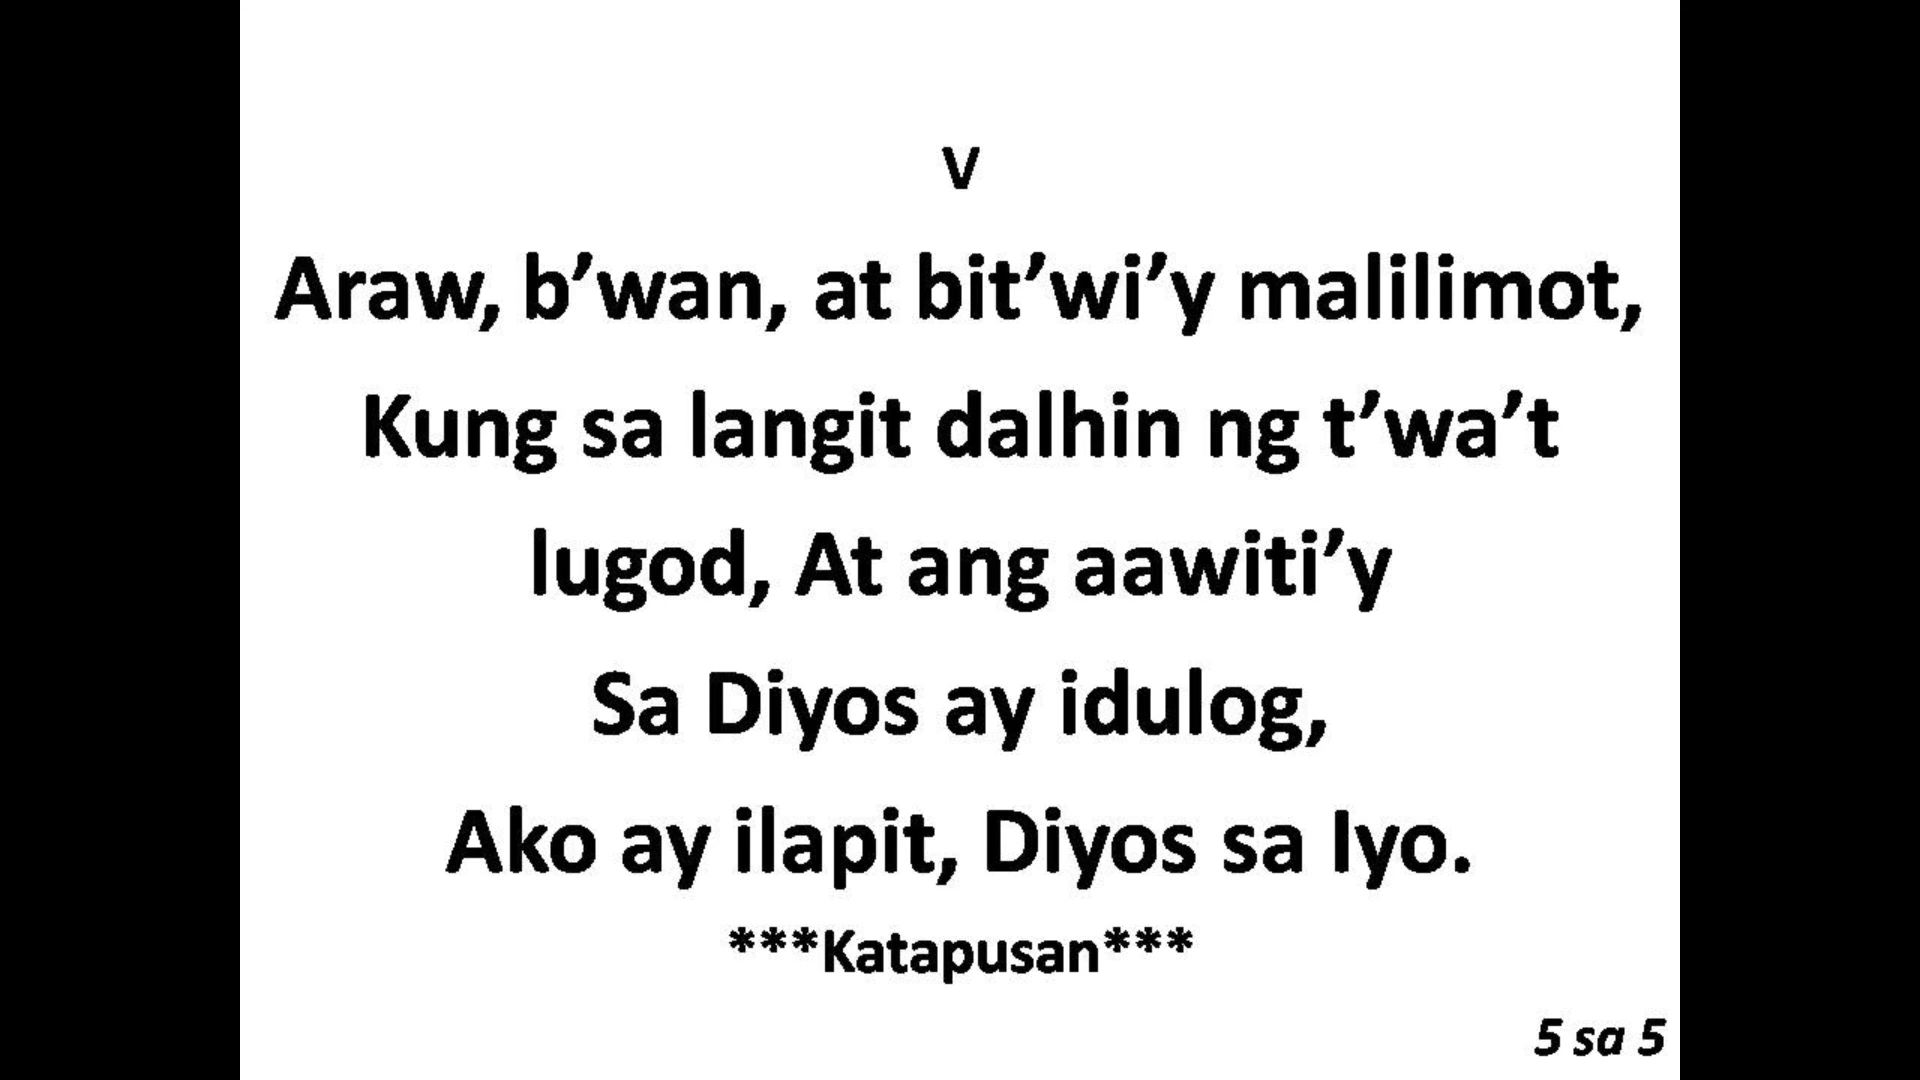 V
Araw, b’wan, at bit’wi’y malilimot,
Kung sa langit dalhin ng t’wa’t
lugod, At ang aawiti’y
Sa Diyos ay idulog,
Ako ay ilapit, Diyos sa Iyo.
***Katapusan***
5 sa 5